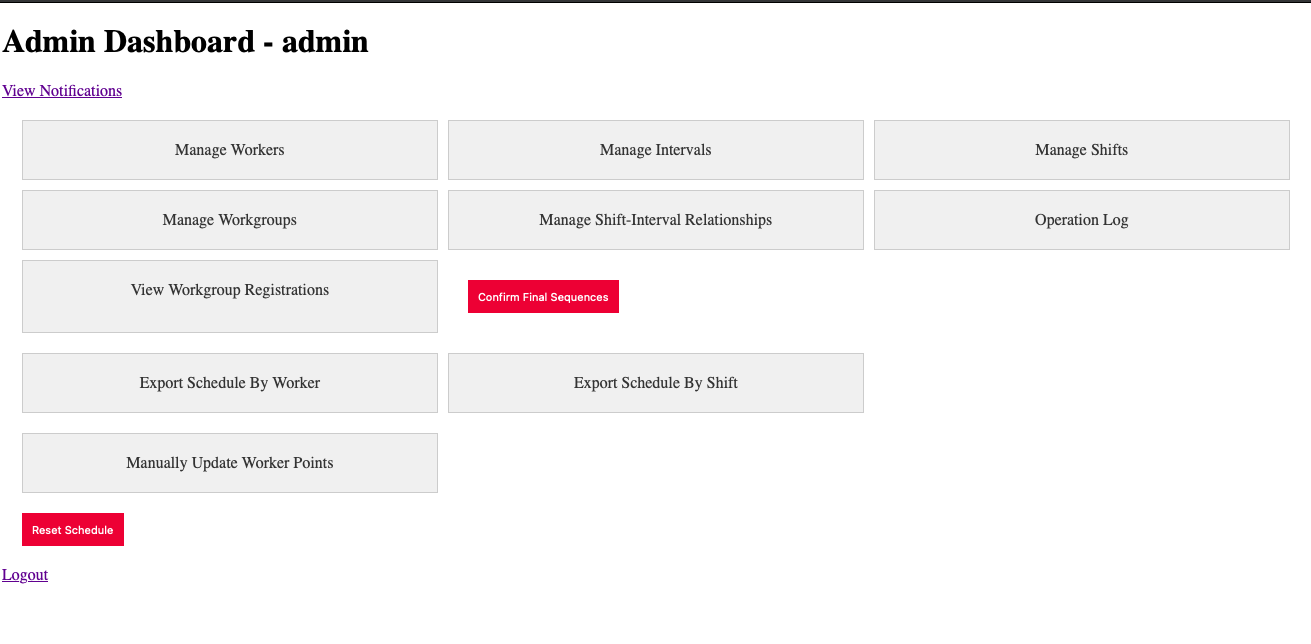 Admin Dashboard - admin
View Notifications
Manage Workers
Manage Intervals
Manage Shifts
Manage Workgroups
Manage Shift-Interval Relationships
Operation Log
View Workgroup Registrations
Confirm Final Sequences
Export Schedule By Worker
Export Schedule By Shift
Manually Update Worker Points
Reset Schedule
Logout